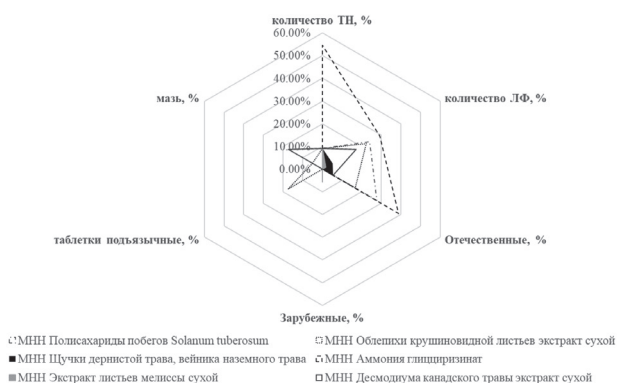 количество ТН, %
60.00%
50.00%
40.00%
30.00%
20.00%
10.00%
0.00%
мазь, %
количество ЛФ, %
таблетки подъязычные, %
Отечественные, %
Зарубежные, %
МНН Полисахариды побегов Solanum tuberosum
МНН Облепихи крушиновидной листьев экстракт сухой
МНН Щучки дернистой трава, вейника наземного трава
МНН Аммония глицциризинат
МНН Экстракт листьев мелиссы сухой
МНН Десмодиума канадского травы экстракт сухой